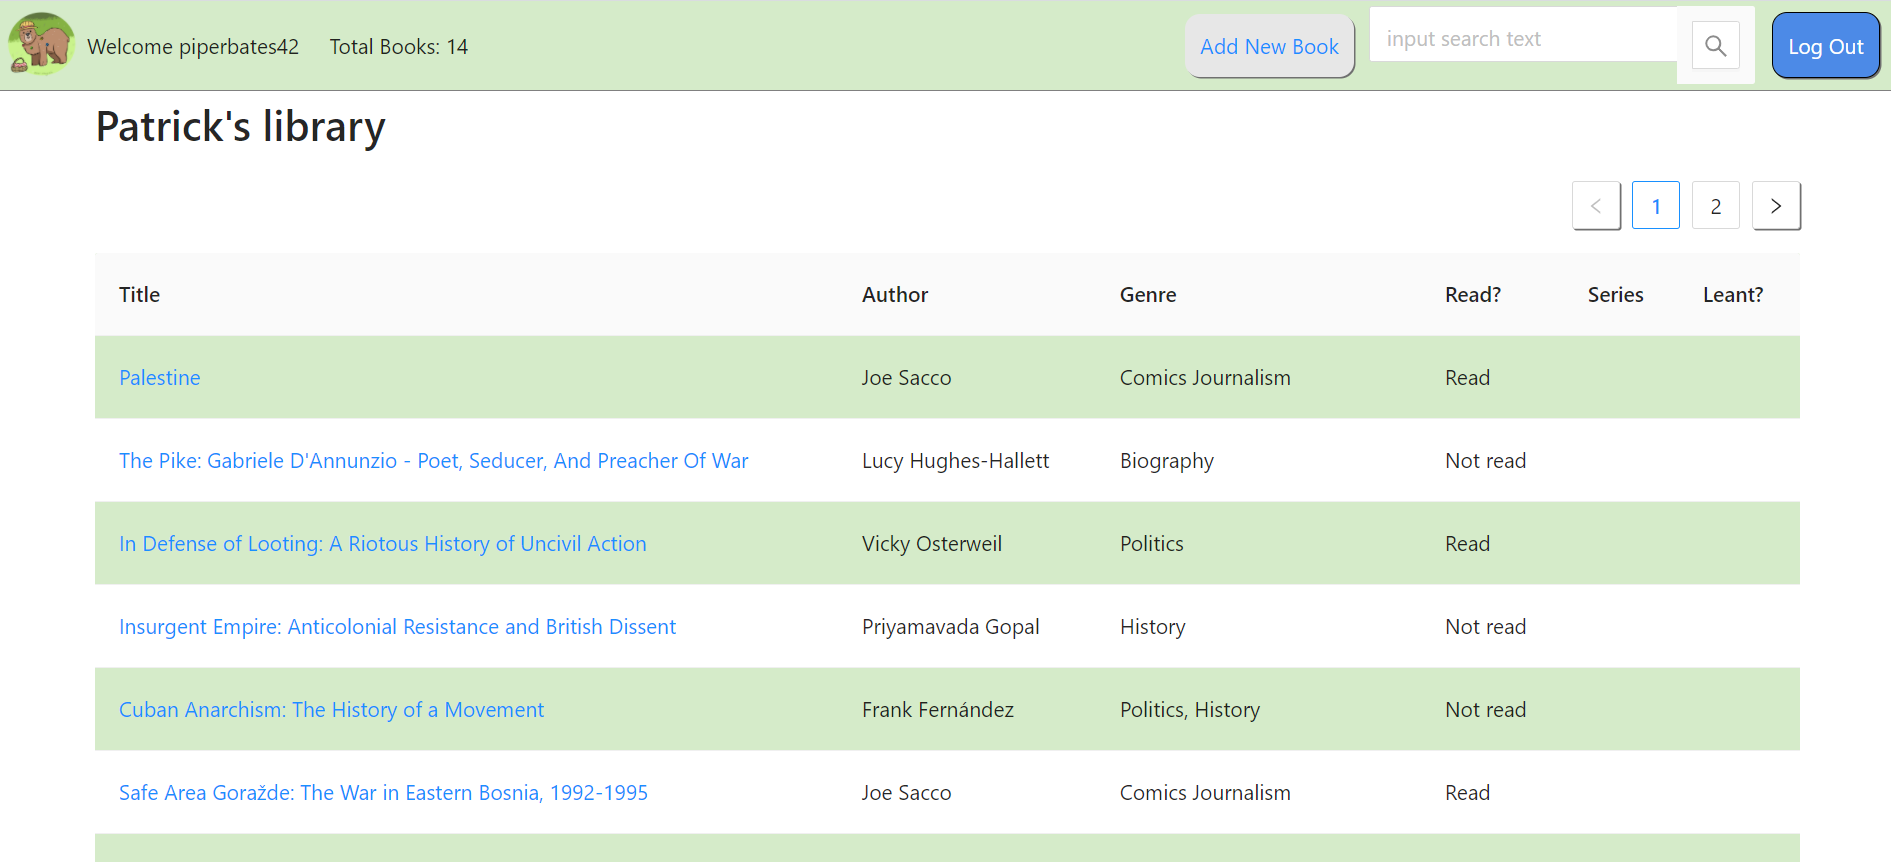 Welcome piperbates42 Total Books: 14 Add New Book input search text Log Out
Patrick's library
< 1 2 >
Title Author Genre Read? Series Leant?
Palestine Joe Sacco Comics Journalism Read
The Pike: Gabriele D'Annunzio - Poet, Seducer, And Preacher Of War Lucy Hughes-Hallett Biography Not read
In Defense of Looting: A Riotous History of Uncivil Action Vicky Osterweil Politics Read
Insurgent Empire: Anticolonial Resistance and British Dissent Priyamavada Gopal History Not read
Cuban Anarchism: The History of a Movement Frank Fernández Politics, History Not read
Safe Area Goražde: The War in Eastern Bosnia, 1992-1995 Joe Sacco Comics Journalism Read